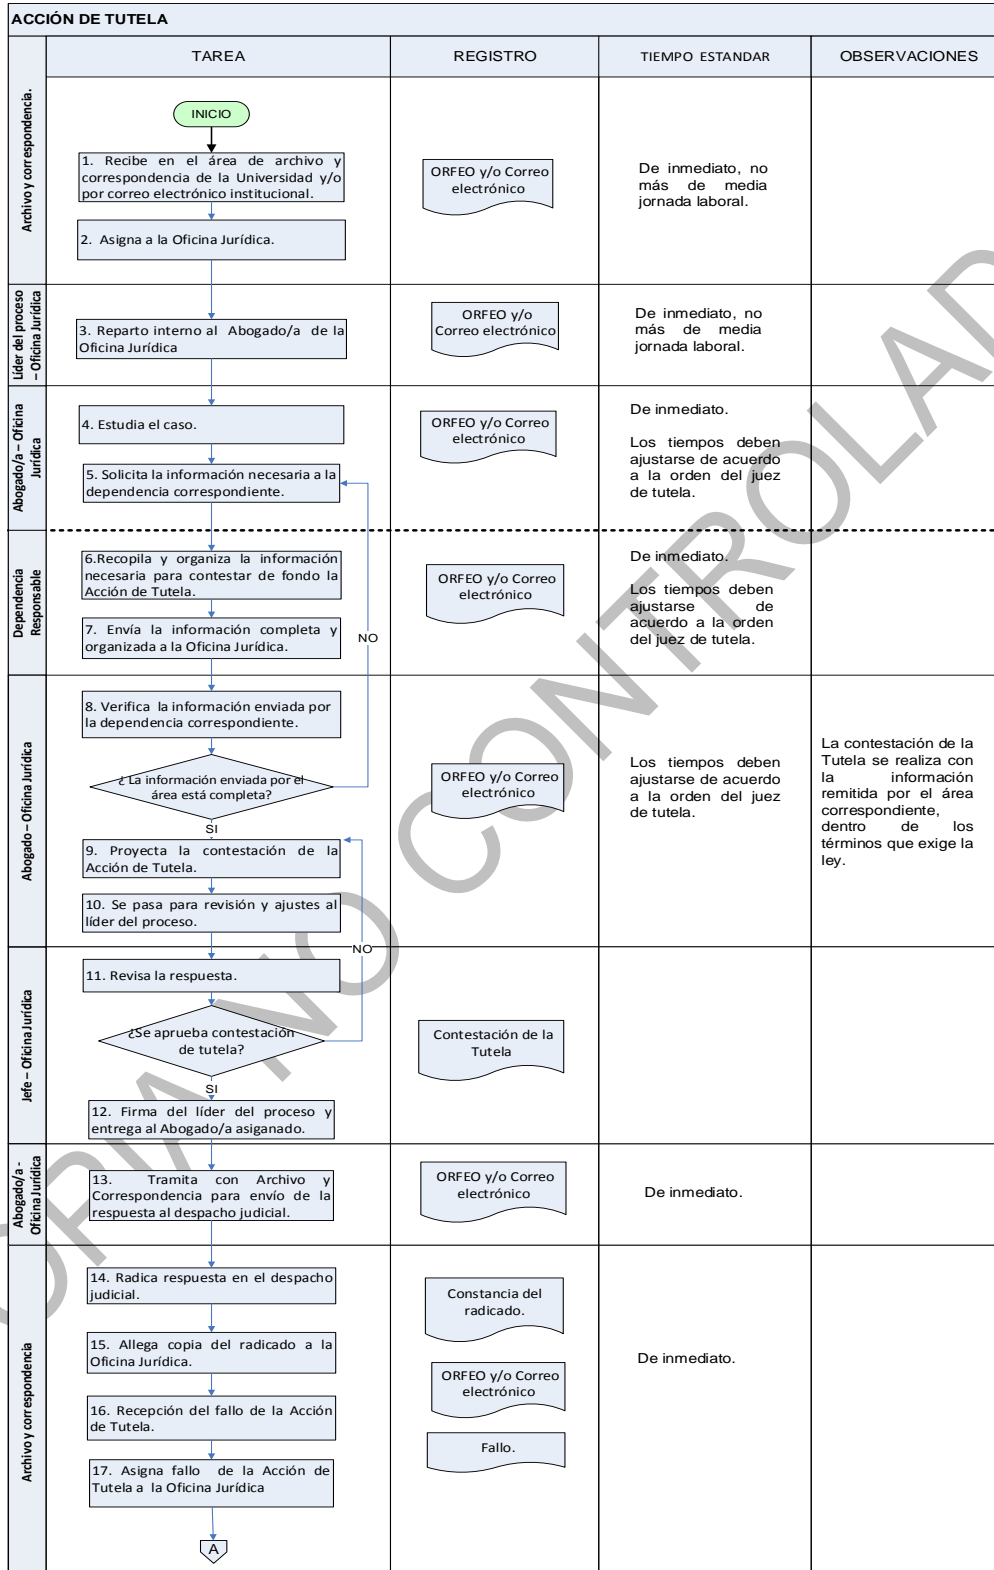 ACCIÓN DE TUTELA
TAREA
REGISTRO
TIEMPO ESTANDAR
OBSERVACIONES
Archivo y correspondencia.
INICIO
1. Recibe en el área de archivo y
correspondencia de la Universidad y/o
por correo electrónico institucional.
2. Asigna a la Oficina Jurídica.
ORFEO y/o Correo
electrónico
De inmediato, no
más de media
jornada laboral.
Líder del proceso
– Oficina Jurídica
3. Reparto interno al Abogado/a de la
Oficina Jurídica
ORFEO y/o
Correo electrónico
De inmediato, no
más de media
jornada laboral.
Abogado/a – Oficina
Jurídica
4. Estudia el caso.
5. Solicita la información necesaria a la
dependencia correspondiente.
ORFEO y/o Correo
electrónico
De inmediato.
Los tiempos deben
ajustarse de acuerdo
a la orden del juez
de tutela.
Dependencia
Responsable
6.Recopila y organiza la información
necesaria para contestar de fondo la
Acción de Tutela.
7. Envía la información completa y
organizada a la Oficina Jurídica.
NO
ORFEO y/o Correo
electrónico
De inmediato.
Los tiempos deben
ajustarse de
acuerdo a la orden
del juez de tutela.
Abogado – Oficina Jurídica
8. Verifica la información enviada por
la dependencia correspondiente.
¿ La información enviada por el
área está completa?
SI
9. Proyecta la contestación de la
Acción de Tutela.
10. Se pasa para revisión y ajustes al
líder del proceso.
NO
ORFEO y/o Correo
electrónico
Los tiempos deben
ajustarse de acuerdo
a la orden del juez
de tutela.
La contestación de la
Tutela se realiza con
la información
remitida por el área
correspondiente,
dentro de los
términos que exige la
ley.
Jefe – Oficina Jurídica
11. Revisa la respuesta.
¿Se aprueba contestación
de tutela?
SI
12. Firma del líder del proceso y
entrega al Abogado/a asiganado.
Contestación de la
Tutela
Abogado/a -
Oficina Jurídica
13. Tramita con Archivo y
Correspondencia para envío de la
respuesta al despacho judicial.
ORFEO y/o Correo
electrónico
De inmediato.
Archivo y correspondencia
14. Radica respuesta en el despacho
judicial.
15. Allega copia del radicado a la
Oficina Jurídica.
16. Recepción del fallo de la Acción
de Tutela.
17. Asigna fallo de la Acción de
Tutela a la Oficina Jurídica
A
Constancia del
radicado.
ORFEO y/o Correo
electrónico
Fallo.
De inmediato.
OPIA NO CONTROLAD